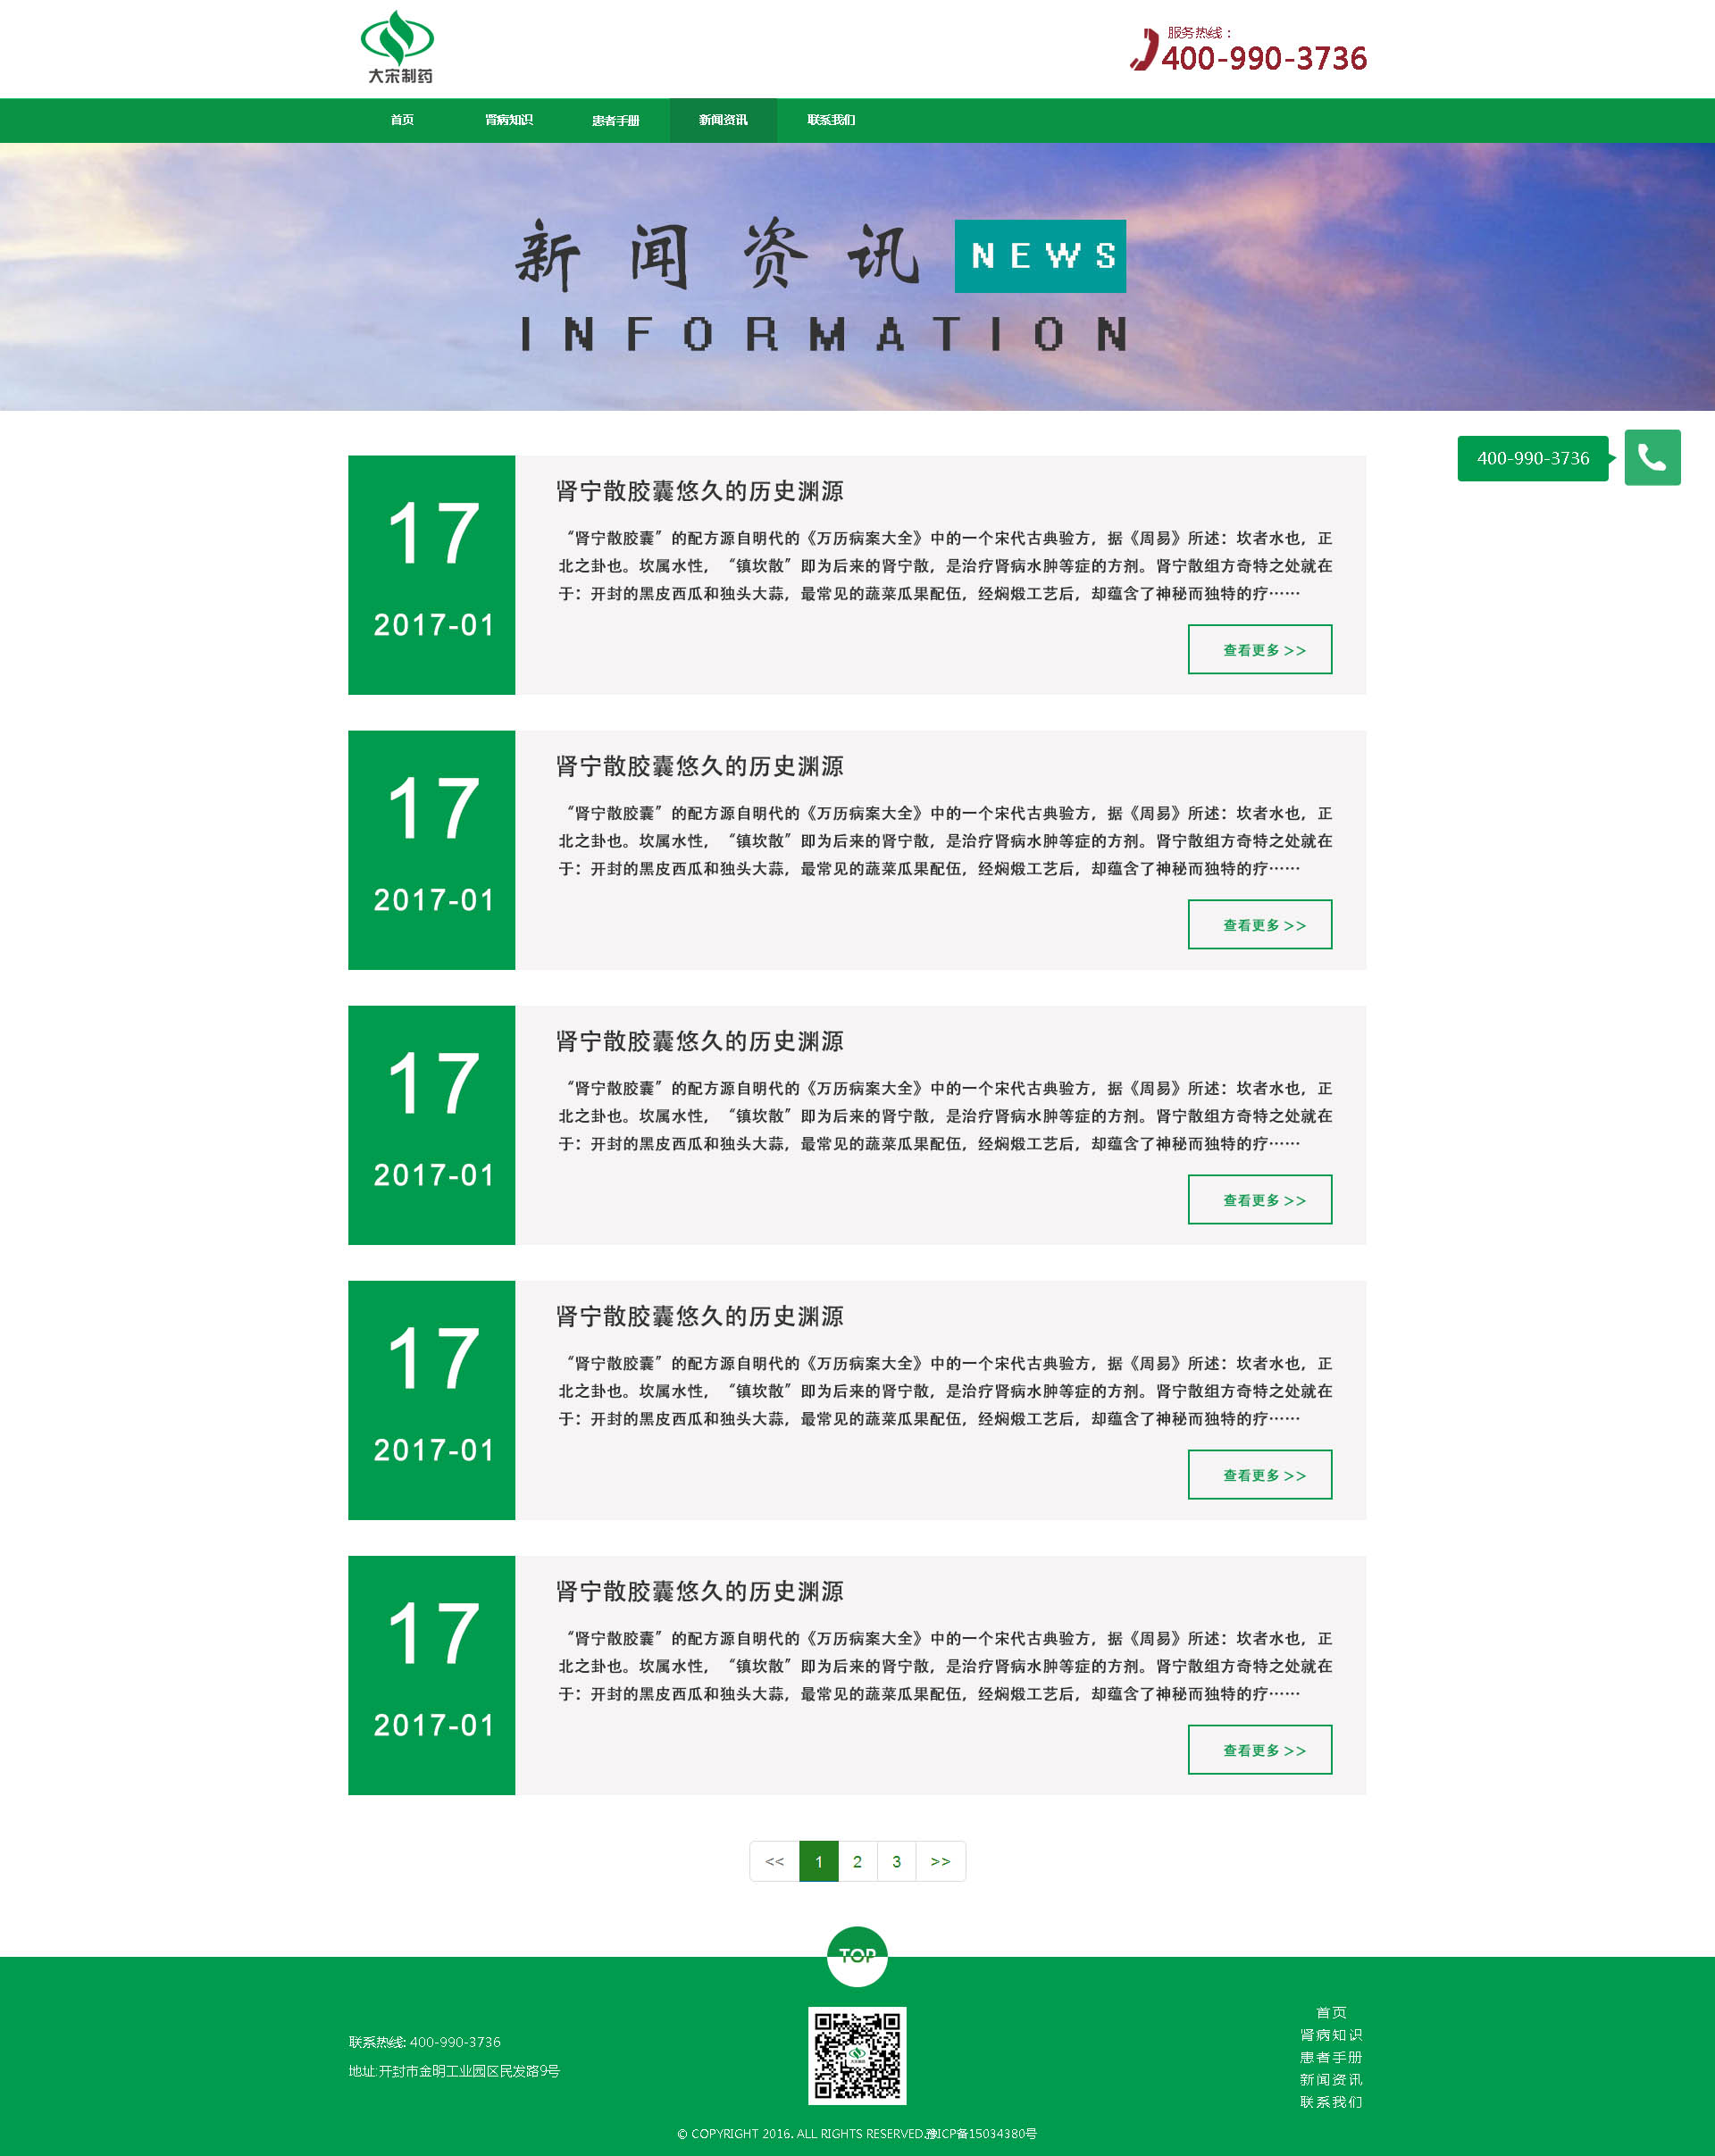 大宋制药
服务热线：
400-990-3736
首页 肾病知识 患者手册 新闻资讯 联系我们
新闻资讯 NEWS
INFORMATION
400-990-3736
17
2017-01
肾宁散胶囊悠久的历史渊源
“肾宁散胶囊”的配方源自明代的《万历病案大全》中的一个宋代古典验方，据《周易》所述：坎者水也，正
北之卦也。坎属水性，“镇坎散”即为后来的肾宁散，是治疗肾病水肿等症的方剂。肾宁散组方奇特之处就在
于：开封的黑皮西瓜和独头大蒜，最常见的蔬菜瓜果配伍，经焖煅工艺后，却蕴含了神秘而独特的疗……
查看更多 >>
17
2017-01
肾宁散胶囊悠久的历史渊源
“肾宁散胶囊”的配方源自明代的《万历病案大全》中的一个宋代古典验方，据《周易》所述：坎者水也，正
北之卦也。坎属水性，“镇坎散”即为后来的肾宁散，是治疗肾病水肿等症的方剂。肾宁散组方奇特之处就在
于：开封的黑皮西瓜和独头大蒜，最常见的蔬菜瓜果配伍，经焖煅工艺后，却蕴含了神秘而独特的疗……
查看更多 >>
17
2017-01
肾宁散胶囊悠久的历史渊源
“肾宁散胶囊”的配方源自明代的《万历病案大全》中的一个宋代古典验方，据《周易》所述：坎者水也，正
北之卦也。坎属水性，“镇坎散”即为后来的肾宁散，是治疗肾病水肿等症的方剂。肾宁散组方奇特之处就在
于：开封的黑皮西瓜和独头大蒜，最常见的蔬菜瓜果配伍，经焖煅工艺后，却蕴含了神秘而独特的疗……
查看更多 >>
17
2017-01
肾宁散胶囊悠久的历史渊源
“肾宁散胶囊”的配方源自明代的《万历病案大全》中的一个宋代古典验方，据《周易》所述：坎者水也，正
北之卦也。坎属水性，“镇坎散”即为后来的肾宁散，是治疗肾病水肿等症的方剂。肾宁散组方奇特之处就在
于：开封的黑皮西瓜和独头大蒜，最常见的蔬菜瓜果配伍，经焖煅工艺后，却蕴含了神秘而独特的疗……
查看更多 >>
17
2017-01
肾宁散胶囊悠久的历史渊源
“肾宁散胶囊”的配方源自明代的《万历病案大全》中的一个宋代古典验方，据《周易》所述：坎者水也，正
北之卦也。坎属水性，“镇坎散”即为后来的肾宁散，是治疗肾病水肿等症的方剂。肾宁散组方奇特之处就在
于：开封的黑皮西瓜和独头大蒜，最常见的蔬菜瓜果配伍，经焖煅工艺后，却蕴含了神秘而独特的疗……
查看更多 >>
<< 1 2 3 >>
TOP
联系热线: 400-990-3736
地址:开封市金明工业园区民发路9号
大宋制药
首页
肾病知识
患者手册
新闻资讯
联系我们
© COPYRIGHT 2016. ALL RIGHTS RESERVED.豫ICP备15034380号